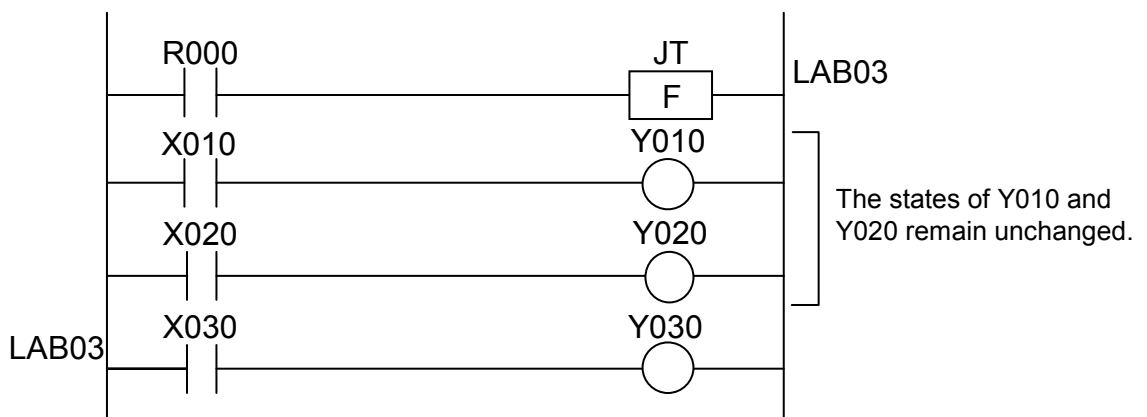 R000 JT
F LAB03
X010 Y010
The states of Y010 and
Y020 remain unchanged.
X020 Y020
X030 Y030
LAB03